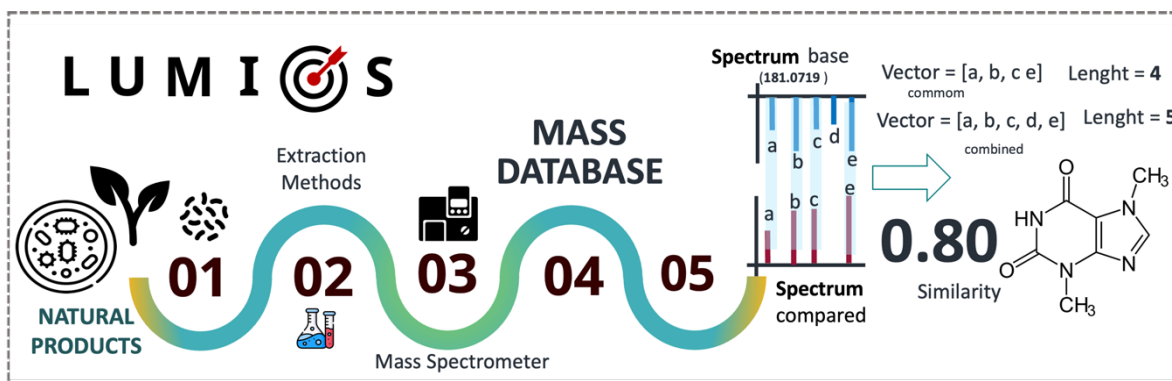 LUMIOS
NATURAL
PRODUCTS
01
Extraction
Methods
02
03
Mass Spectrometer
MASS
DATABASE
04
05
Spectrum base
(181.0719 )
a
b
c
d
e
a
b
c
e
Spectrum
compared
Vector = [a, b, c e] Lenght = 4
commom
Vector = [a, b, c, d, e] Lenght = 5
combined
0.80
Similarity
O
CH₃
HN
N
O
N
N
CH₃